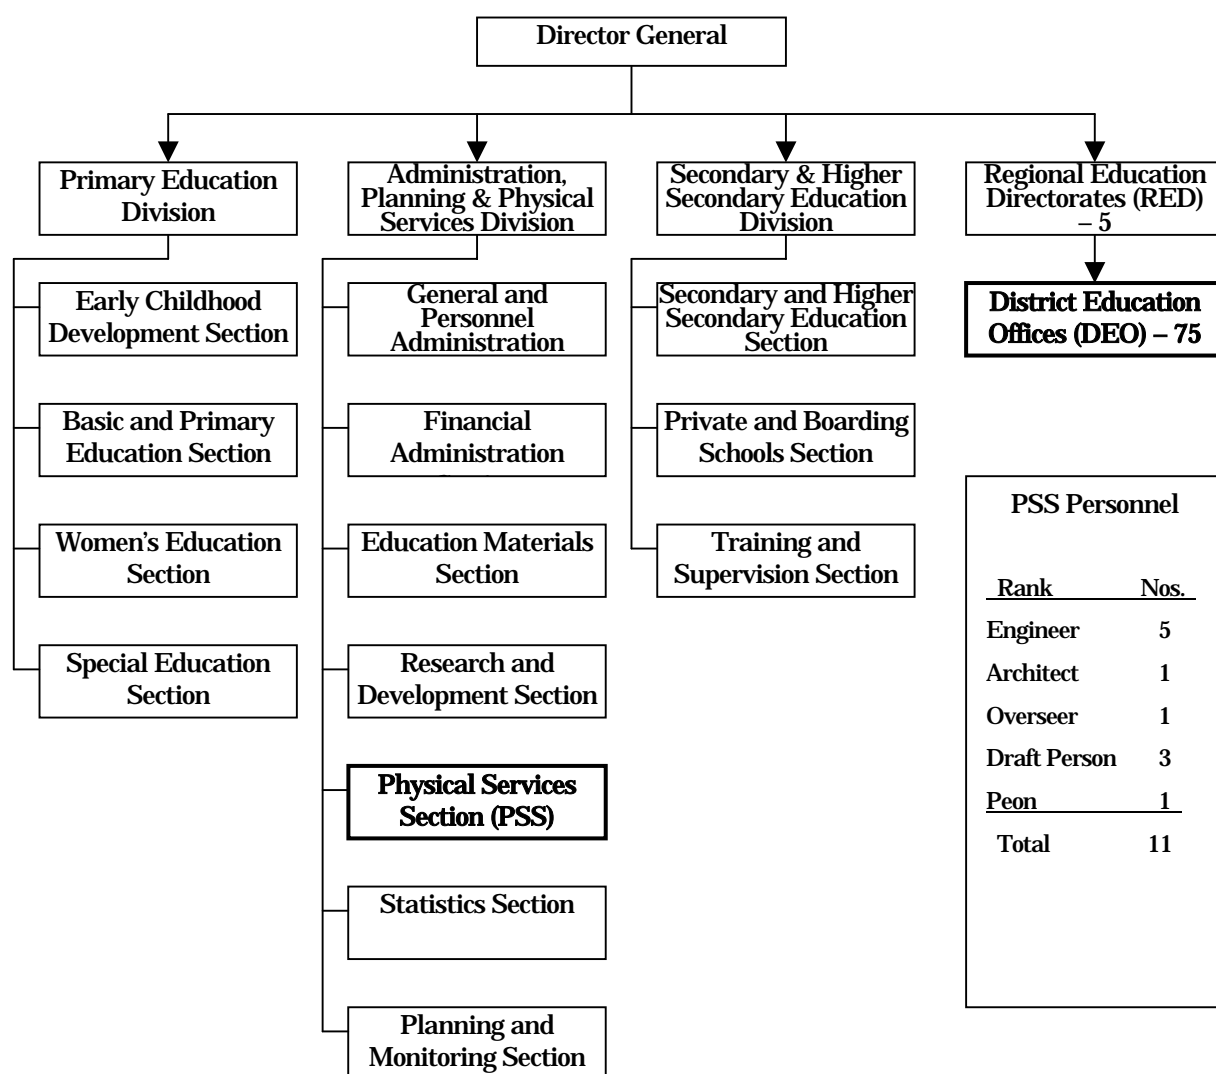 Director General
Primary Education
Division
Administration,
Planning & Physical
Services Division
Secondary & Higher
Secondary Education
Division
Regional Education
Directorates (RED)
– 5
Early Childhood
Development Section
General and
Personnel
Administration
Secondary and Higher
Secondary Education
Section
District Education
Offices (DEO) – 75
Basic and Primary
Education Section
Financial
Administration
Private and Boarding
Schools Section
Women's Education
Section
Education Materials
Section
Training and
Supervision Section
Special Education
Section
Research and
Development Section
Physical Services
Section (PSS)
Statistics Section
Planning and
Monitoring Section
PSS Personnel
Rank Nos.
Engineer 5
Architect 1
Overseer 1
Draft Person 3
Peon 1
Total 11